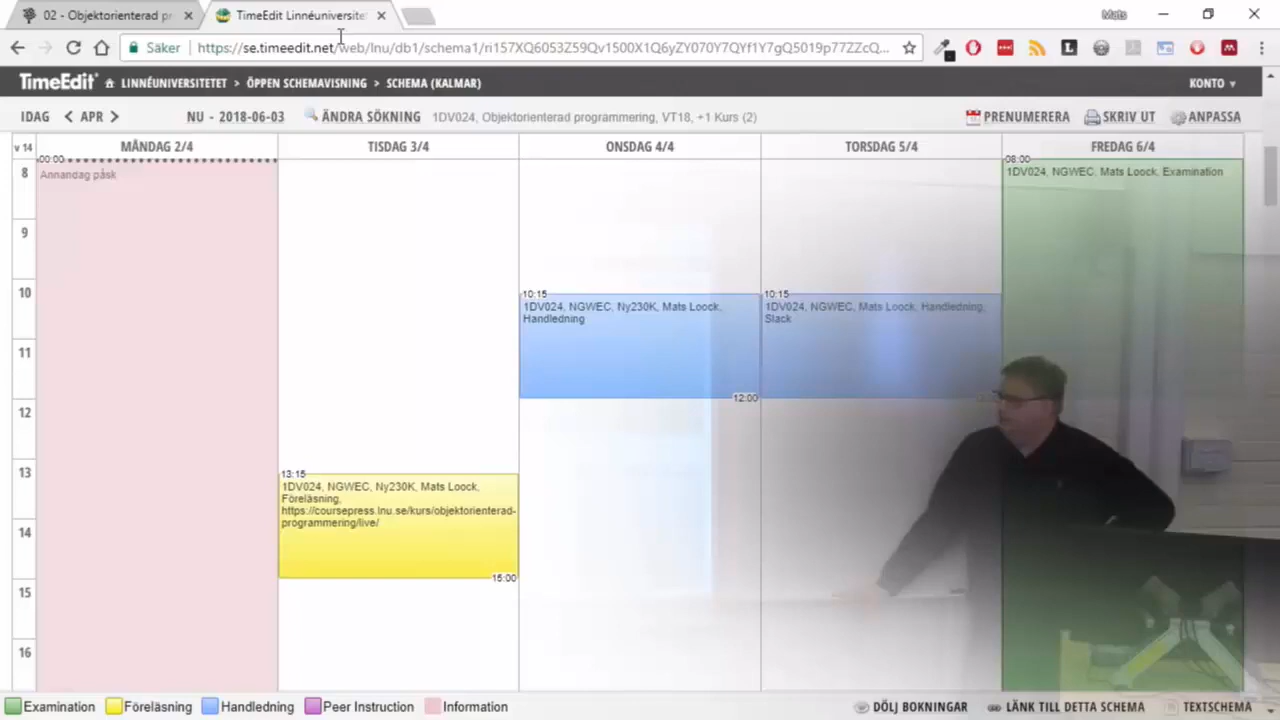 02 - Objektorienterad pr
TimeEdit Linnéuniversite
Mats
Säker
https://se.timeedit.net/web/lnu/db1/schema1/ri157XQ6053Z59Qv1500X1Q6yZY070Y7QYf1Y7gQ5019p77ZZcQ...
TimeEdit
LINNÉUNIVERSITETET > ÖPPEN SCHEMAVISNING > SCHEMA (KALMAR)
KONTO
IDAG
APR
NU - 2018-06-03
ÄNDRA SÖKNING
1DV024, Objektorienterad programmering, VT18, +1 Kurs (2)
PRENUMERERA
SKRIV UT
ANPASSA
v 14
MÅNDAG 2/4
TISDAG 3/4
ONSDAG 4/4
TORSDAG 5/4
FREDAG 6/4
00:00
08:00
8
Annandag påsk
1DV024, NGWEC, Mats Loock, Examination
9
10
10:15
1DV024, NGWEC, Ny230K, Mats Loock,
Handledning
10:15
1DV024, NGWEC, Mats Loock, Handledning,
Slack
11
12:00
12
13
13:15
1DV024, NGWEC, Ny230K, Mats Loock,
Föreläsning,
https://coursepress.lnu.se/kurs/objektorienterad-
programmering/live/
14
15:00
15
16
Examination
Föreläsning
Handledning
Peer Instruction
Information
DÖLJ BOKNINGAR
LÄNK TILL DETTA SCHEMA
TEXTSCHEMA